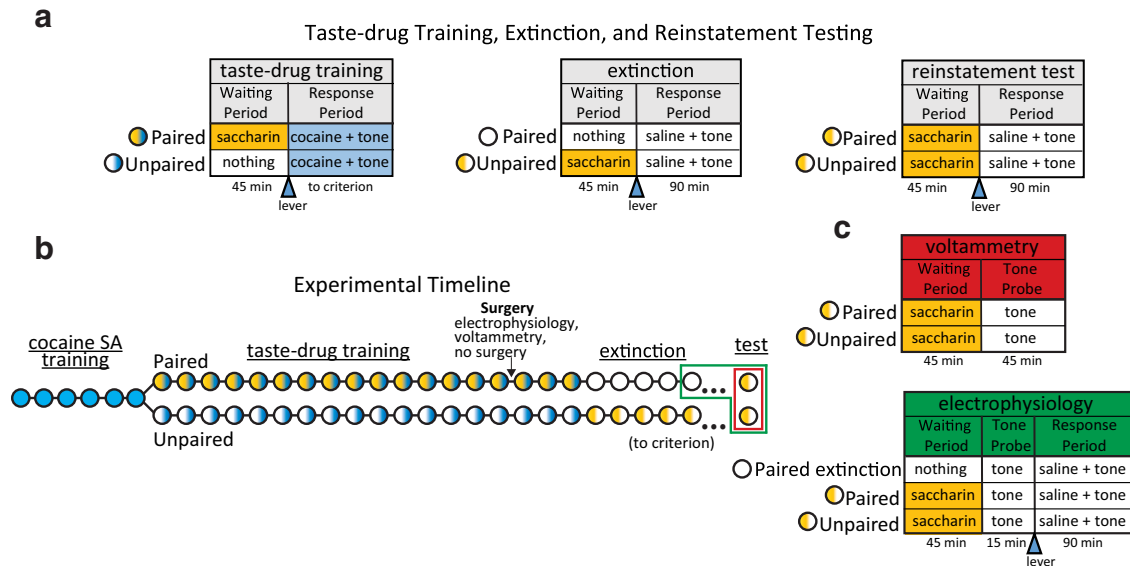 a
Taste-drug Training, Extinction, and Reinstatement Testing
taste-drug training
Waiting Period
Response Period
Paired
saccharin
cocaine + tone
Unpaired
nothing
cocaine + tone
45 min
to criterion
lever
extinction
Waiting Period
Response Period
Paired
nothing
saline + tone
Unpaired
saccharin
saline + tone
45 min
90 min
lever
reinstatement test
Waiting Period
Response Period
Paired
saccharin
saline + tone
Unpaired
saccharin
saline + tone
45 min
90 min
lever
b
Experimental Timeline
cocaine SA
training
Paired
taste-drug training
Surgery
electrophysiology,
voltammetry,
no surgery
extinction
test
...
...
Unpaired
(to criterion)
c
voltammetry
Waiting Period
Tone Probe
Paired
saccharin
tone
Unpaired
saccharin
tone
45 min
45 min
electrophysiology
Waiting Period
Tone Probe
Response Period
Paired extinction
nothing
tone
saline + tone
Paired
saccharin
tone
saline + tone
Unpaired
saccharin
tone
saline + tone
45 min
15 min
90 min
lever